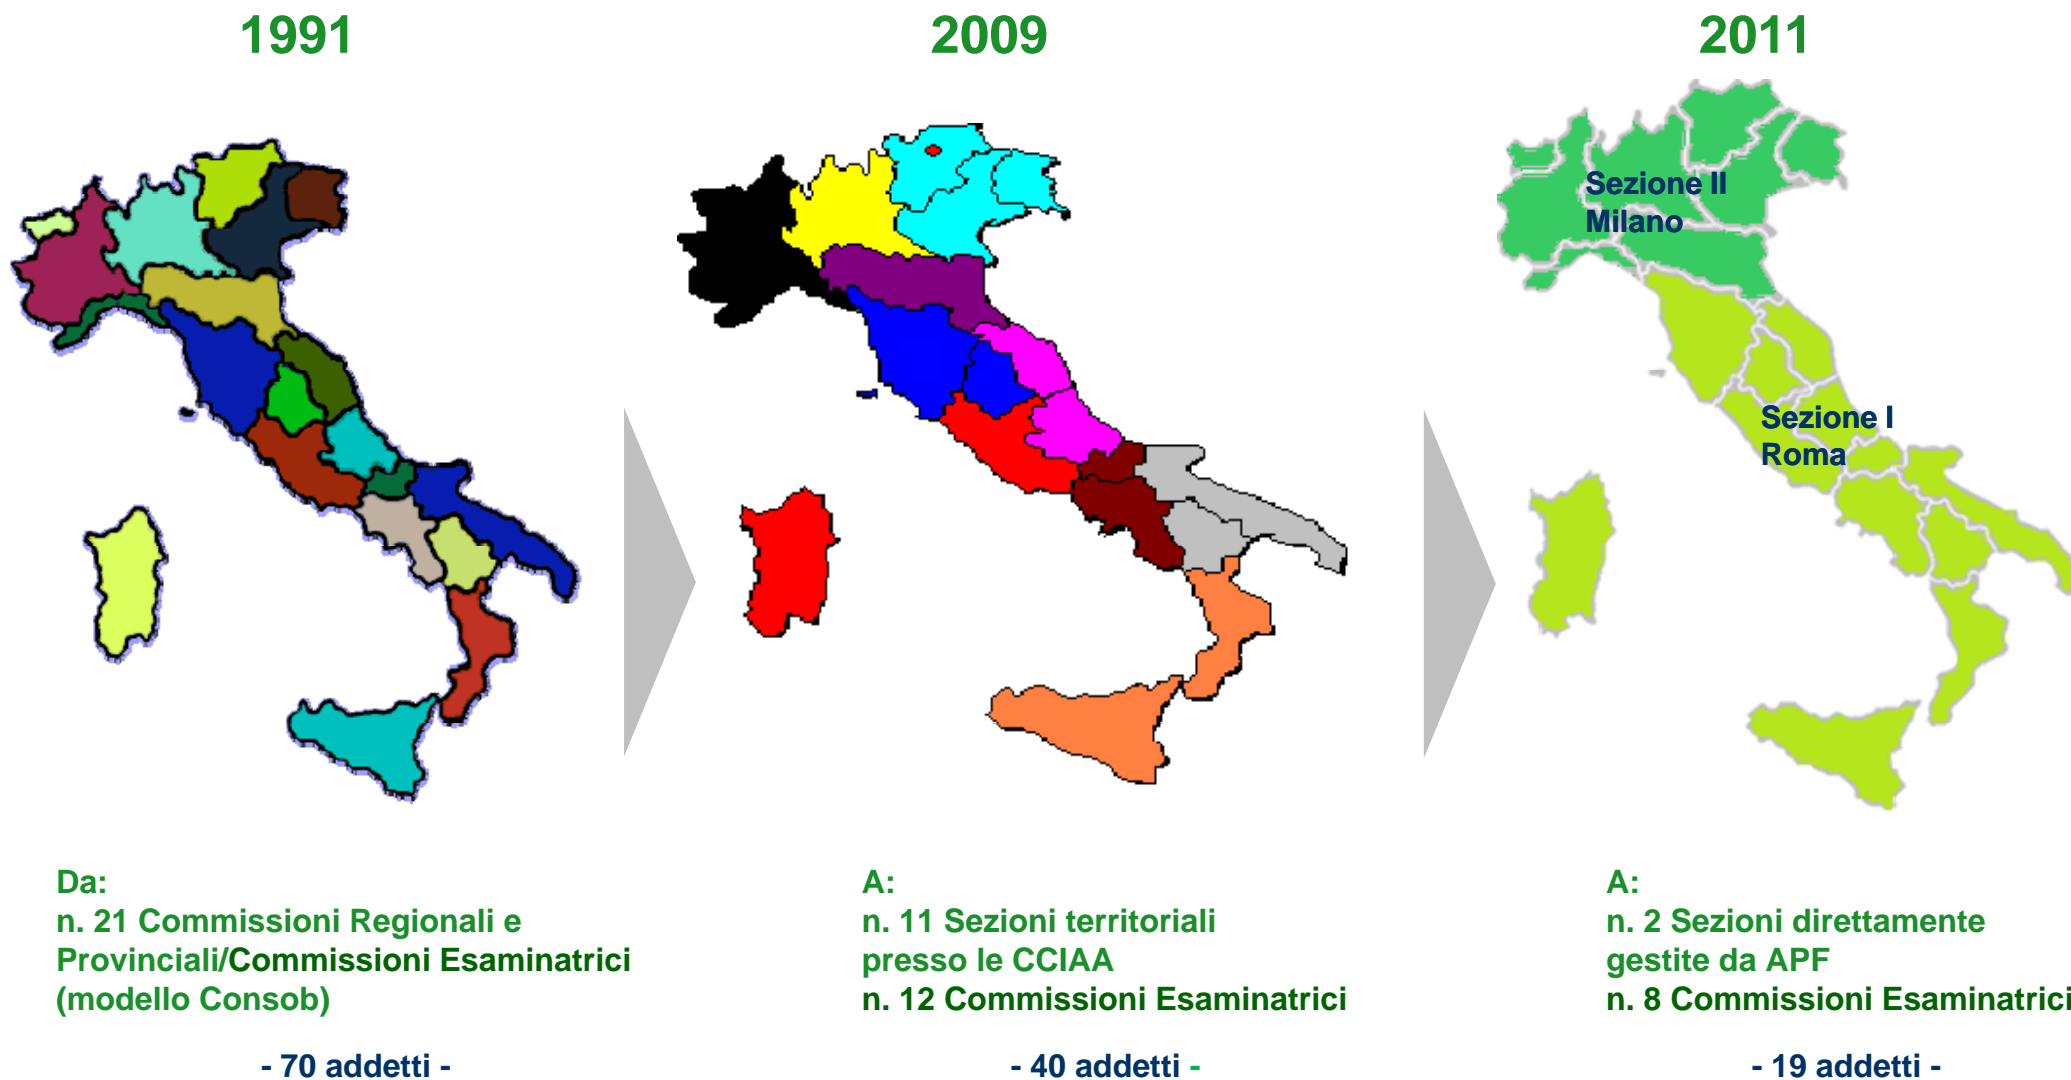 1991
2009
2011
Sezione II
Milano
Sezione I
Roma
Da:
n. 21 Commissioni Regionali e
Provinciali/Commissioni Esaminatrici
(modello Consob)
- 70 addetti -
A:
n. 11 Sezioni territoriali
presso le CCIAA
n. 12 Commissioni Esaminatrici
- 40 addetti -
A:
n. 2 Sezioni direttamente
gestite da APF
n. 8 Commissioni Esaminatrici
- 19 addetti -